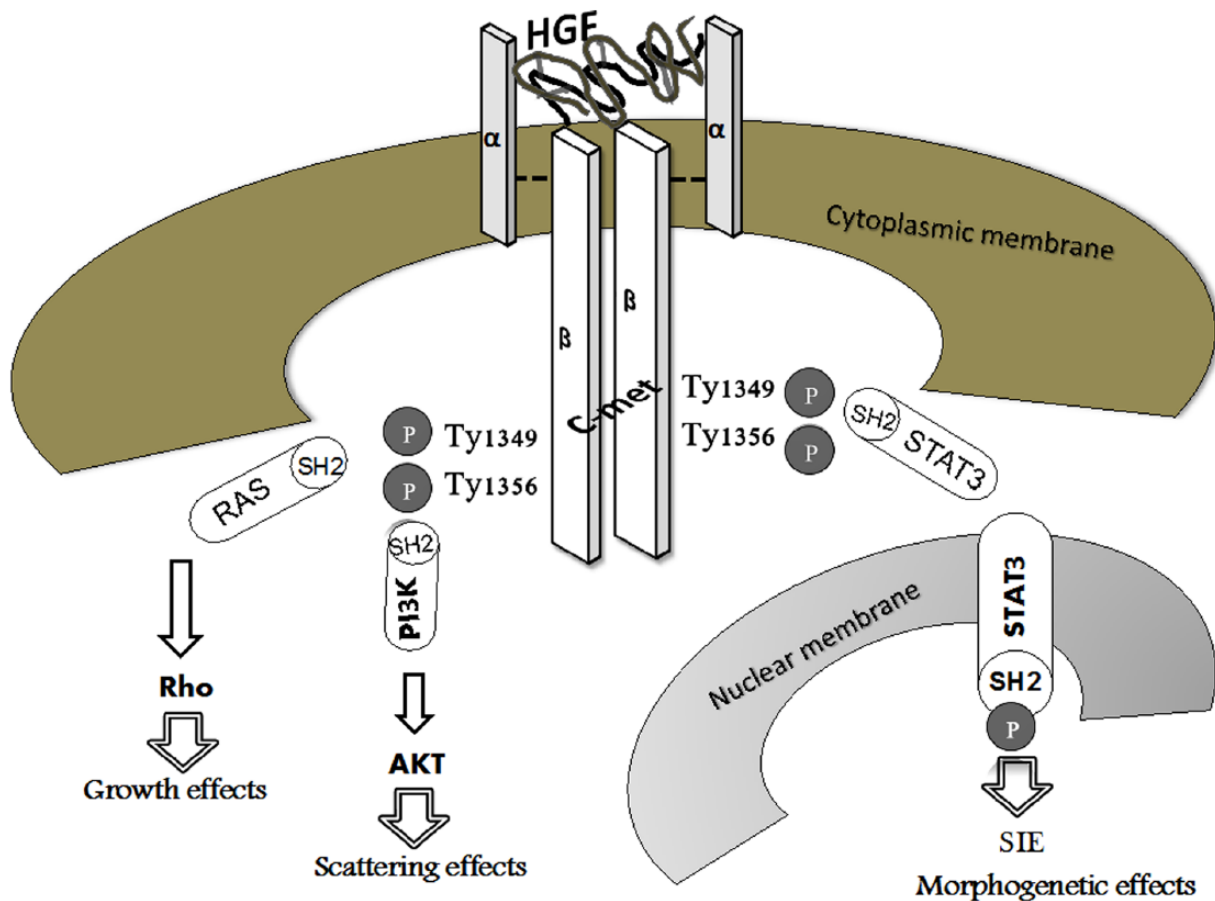 HGF
α
α
β
β
Cytoplasmic membrane
C-met
Ty1349
P
Ty1356
P
SH2
STAT3
P
Ty1349
P
Ty1356
SH2
RAS
SH2
PI3K
Rho
Growth effects
AKT
Scattering effects
Nuclear membrane
STAT3
SH2
P
SIE
Morphogenetic effects